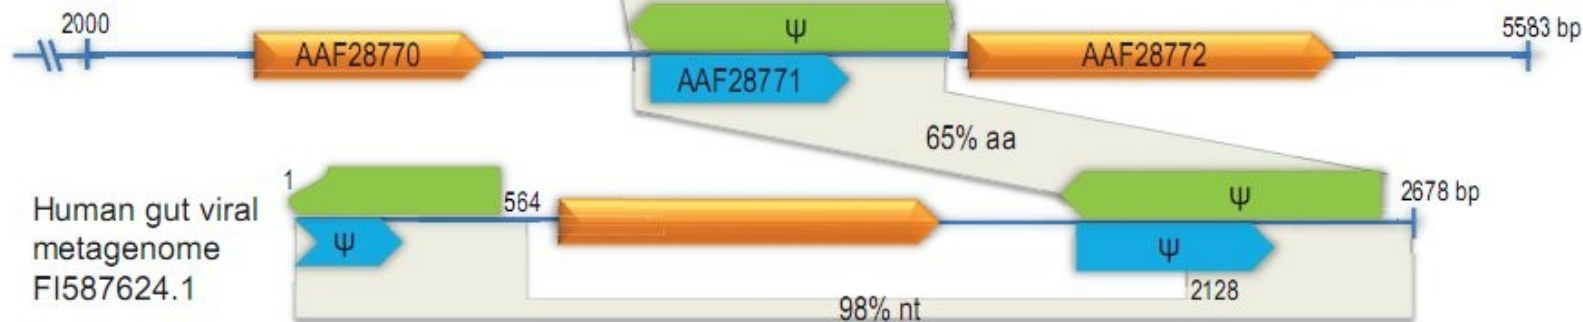 2000
ψ
5583 bp
AAF28770
AAF28772
AAF28771
65% aa
1
564
ψ
2678 bp
Human gut viral
metagenome
FI587624.1
ψ
ψ
2128
98% nt